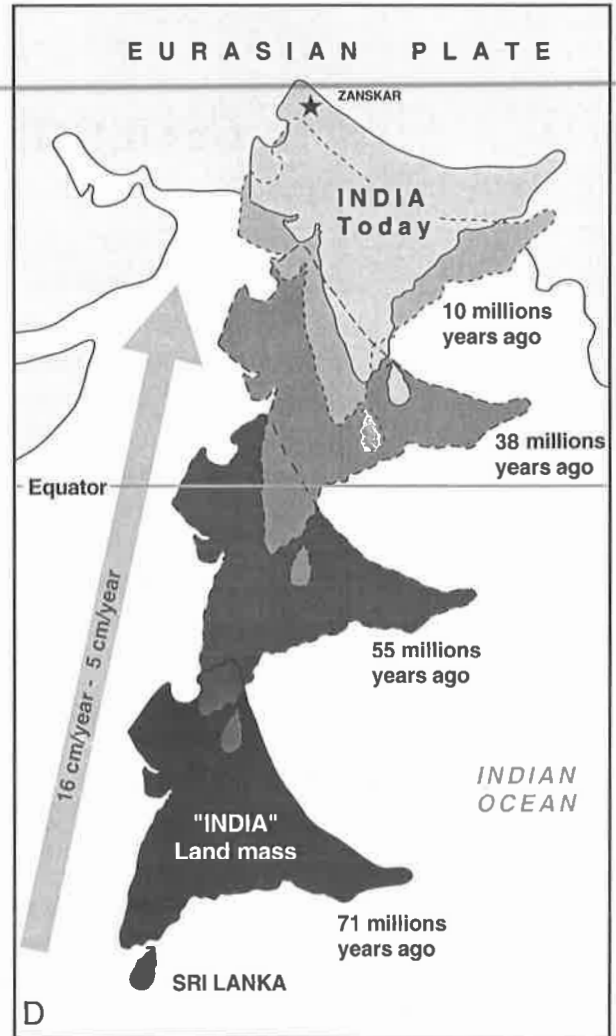 EURASIAN PLATE
ZANSKAR
INDIA
Today
10 millions
years ago
38 millions
years ago
Equator
16 cm/year - 5 cm/year
55 millions
years ago
INDIAN
OCEAN
"INDIA"
Land mass
71 millions
years ago
SRI LANKA
D